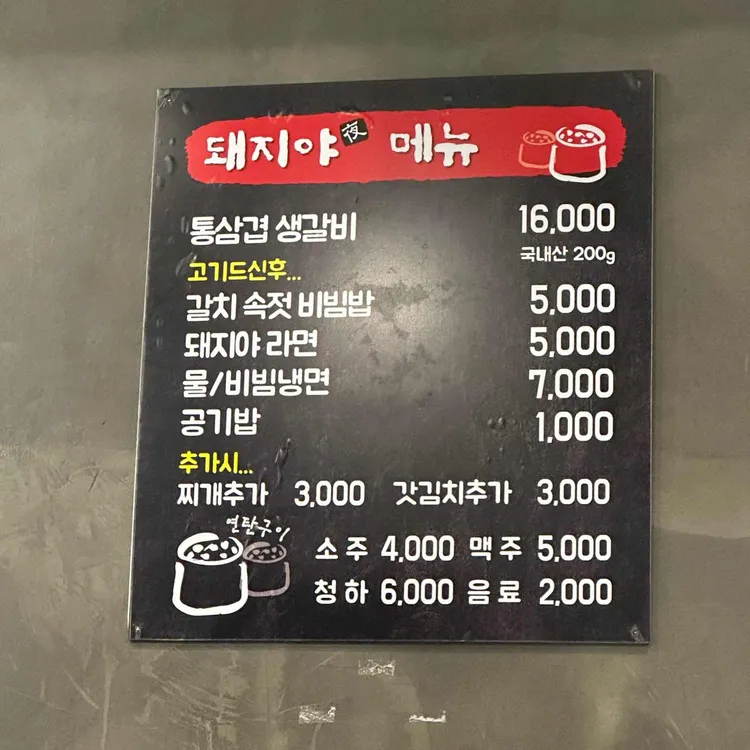 돼지야 夜 메뉴
통삼겹 생갈비 16,000
국내산 200g
고기드신후...
갈치 속젓 비빔밥 5,000
돼지야 라면 5,000
물/비빔냉면 7,000
공기밥 1,000
추가시...
찌개추가 3,000 갓김치추가 3,000
연탄구이
소주 4,000 맥주 5,000
청하 6,000 음료 2,000